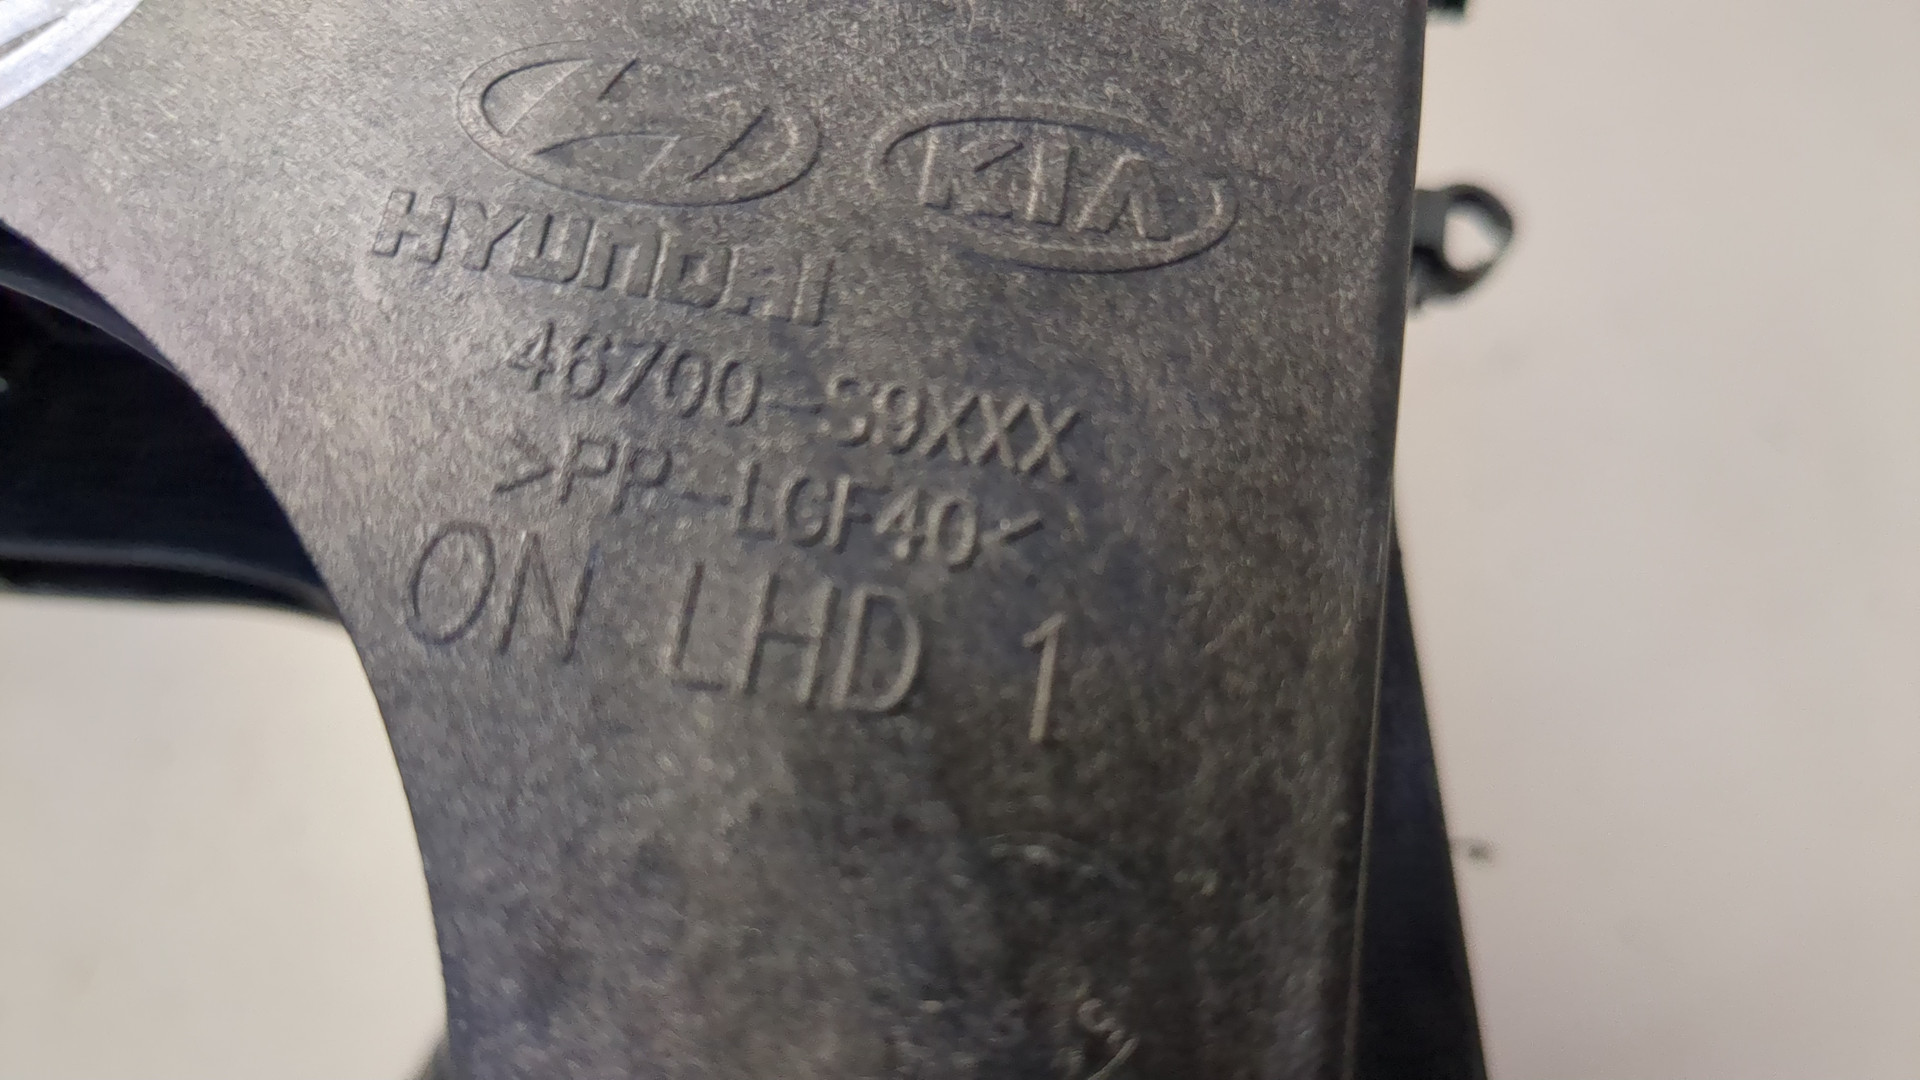 KIA
HYUNDAI
46700-S9XXX
>PP-LGF40<
ON LHD 1